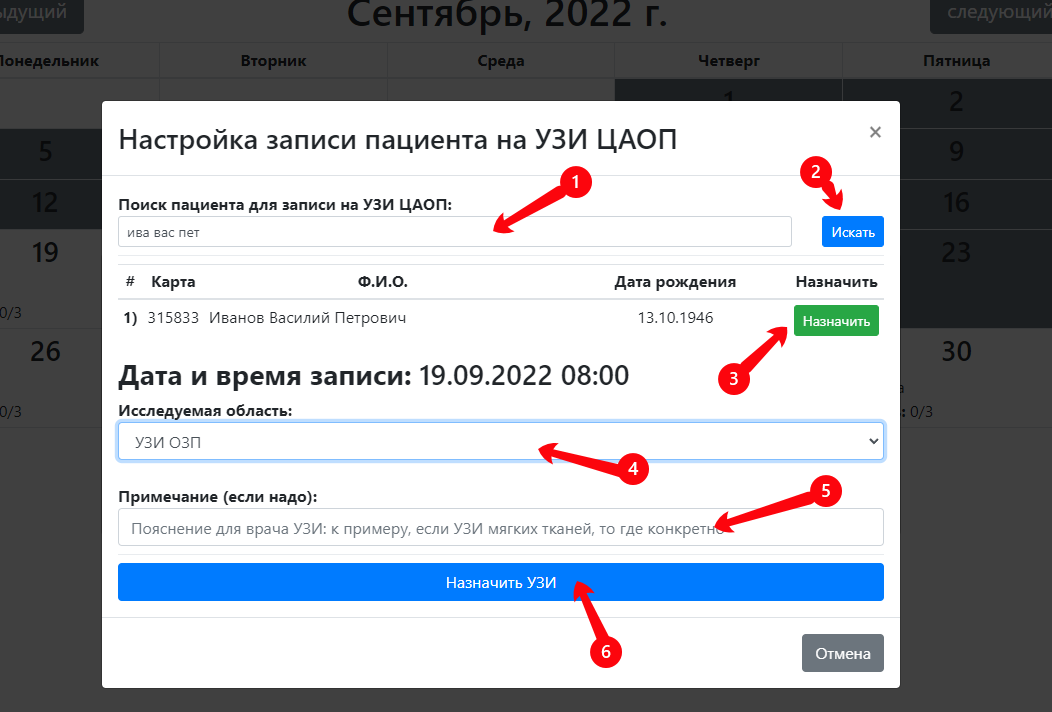 ыдущий
Сентябрь, 2022 г.
следующий
Понедельник Вторник Среда Четверг Пятница
1 2
Настройка записи пациента на УЗИ ЦАОП ×
5 9
2
1
Поиск пациента для записи на УЗИ ЦАОП:
12 16
ива вас пет Искать
19 23
# Карта Ф.И.О. Дата рождения Назначить
0/3
1) 315833 Иванов Василий Петрович 13.10.1946 Назначить
26 30
3
Дата и время записи: 19.09.2022 08:00
0/3 Исследуемая область: : 0/3
УЗИ ОЗП
4
5
Примечание (если надо):
Пояснение для врача УЗИ: к примеру, если УЗИ мягких тканей, то где конкретно
Назначить УЗИ
6
Отмена